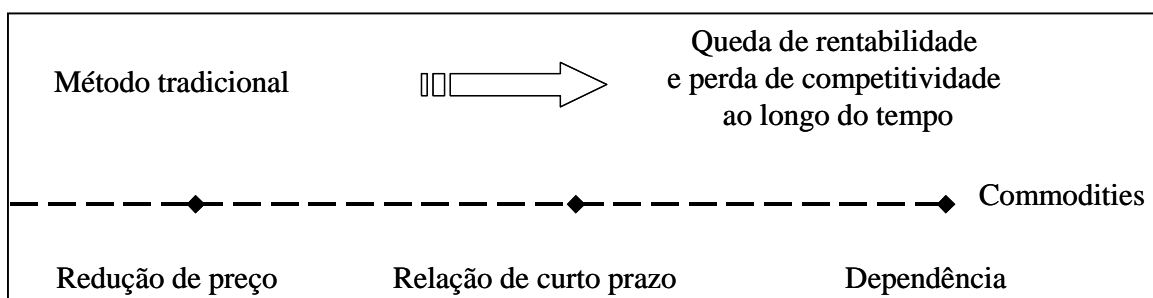 Método tradicional
Queda de rentabilidade
e perda de competitividade
ao longo do tempo
Commodities
Redução de preço
Relação de curto prazo
Dependência